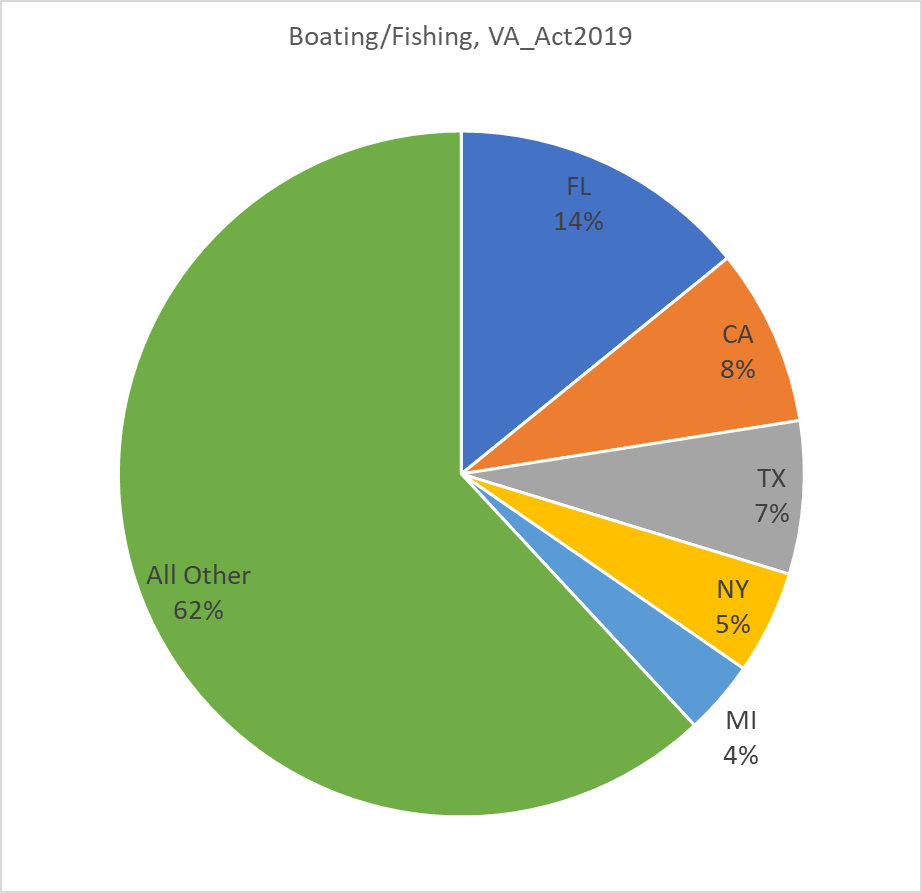 Boating/Fishing, VA_Act2019
FL
14%
CA
8%
TX
7%
NY
5%
MI
4%
All Other
62%